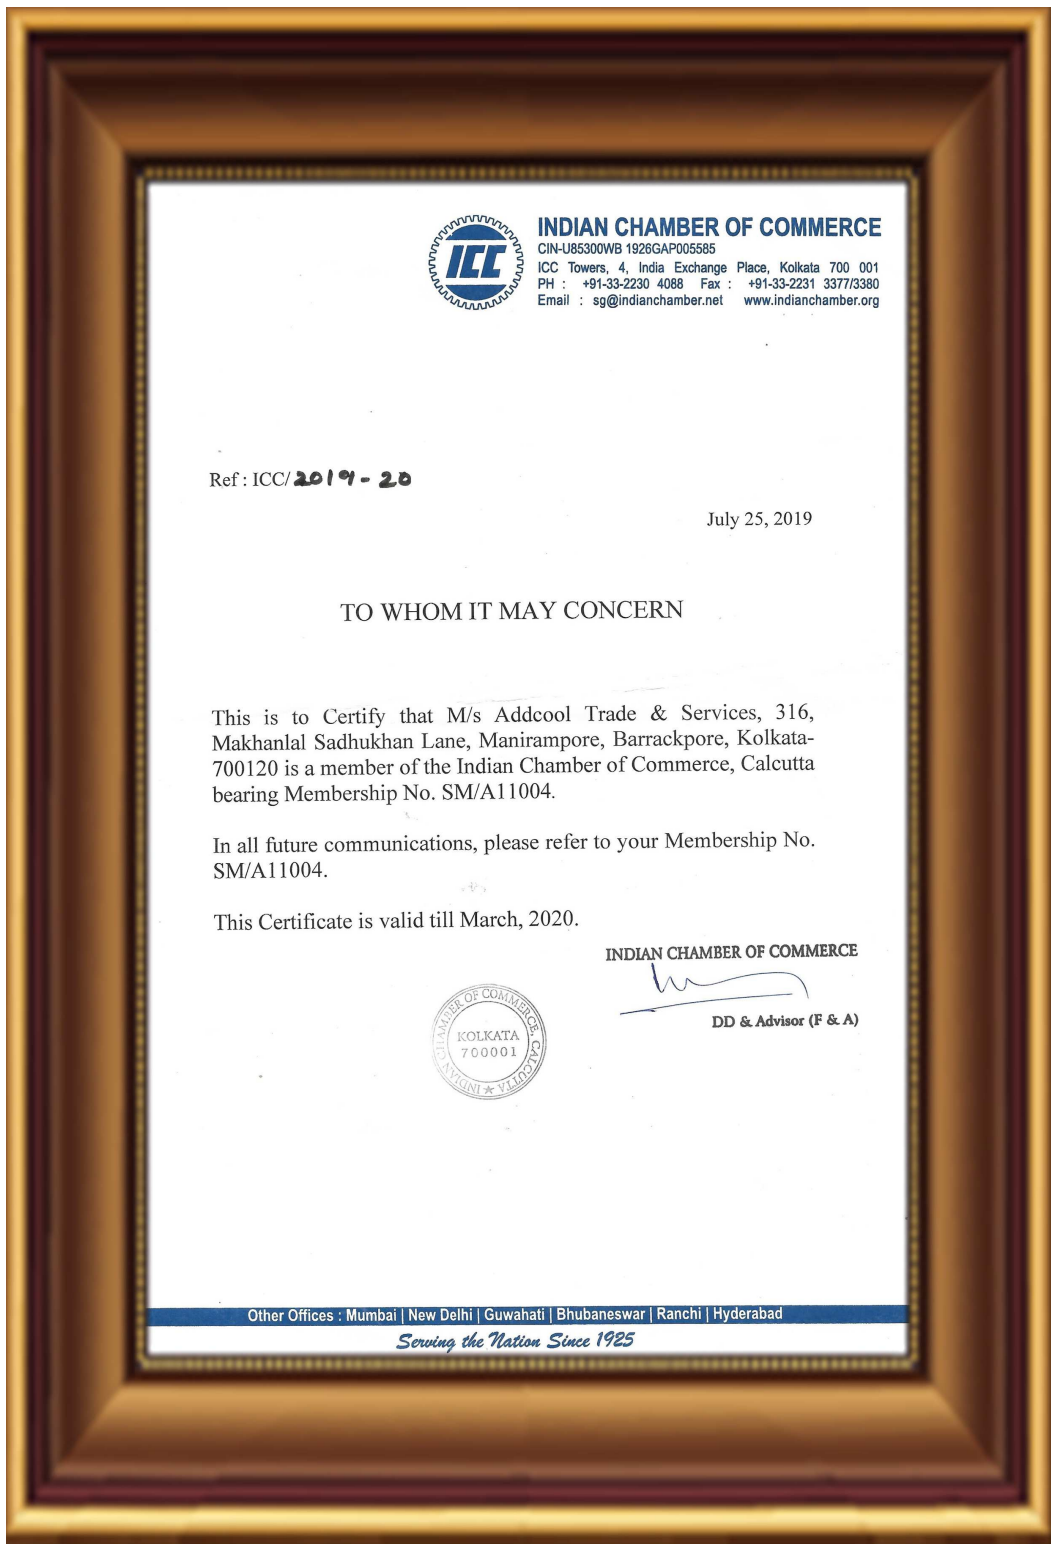 ICC
INDIAN CHAMBER OF COMMERCE
CIN-U85300WB 1926GAP005585
ICC Towers, 4, India Exchange Place, Kolkata 700 001
PH : +91-33-2230 4088 Fax : +91-33-2231 3377/3380
Email : sg@indianchamber.net www.indianchamber.org
Ref : ICC/2019-20
July 25, 2019
TO WHOM IT MAY CONCERN
This is to Certify that M/s Addcool Trade & Services, 316,
Makhanlal Sadhukhan Lane, Manirampore, Barrackpore, Kolkata-
700120 is a member of the Indian Chamber of Commerce, Calcutta
bearing Membership No. SM/A11004.
In all future communications, please refer to your Membership No.
SM/A11004.
This Certificate is valid till March, 2020.
INDIAN CHAMBER OF COMMERCE
DD & Advisor (F & A)
INDIAN CHAMBER OF COMMERCE, CALCUTTA
KOLKATA
700001
Other Offices : Mumbai | New Delhi | Guwahati | Bhubaneswar | Ranchi | Hyderabad
Serving the Nation Since 1925